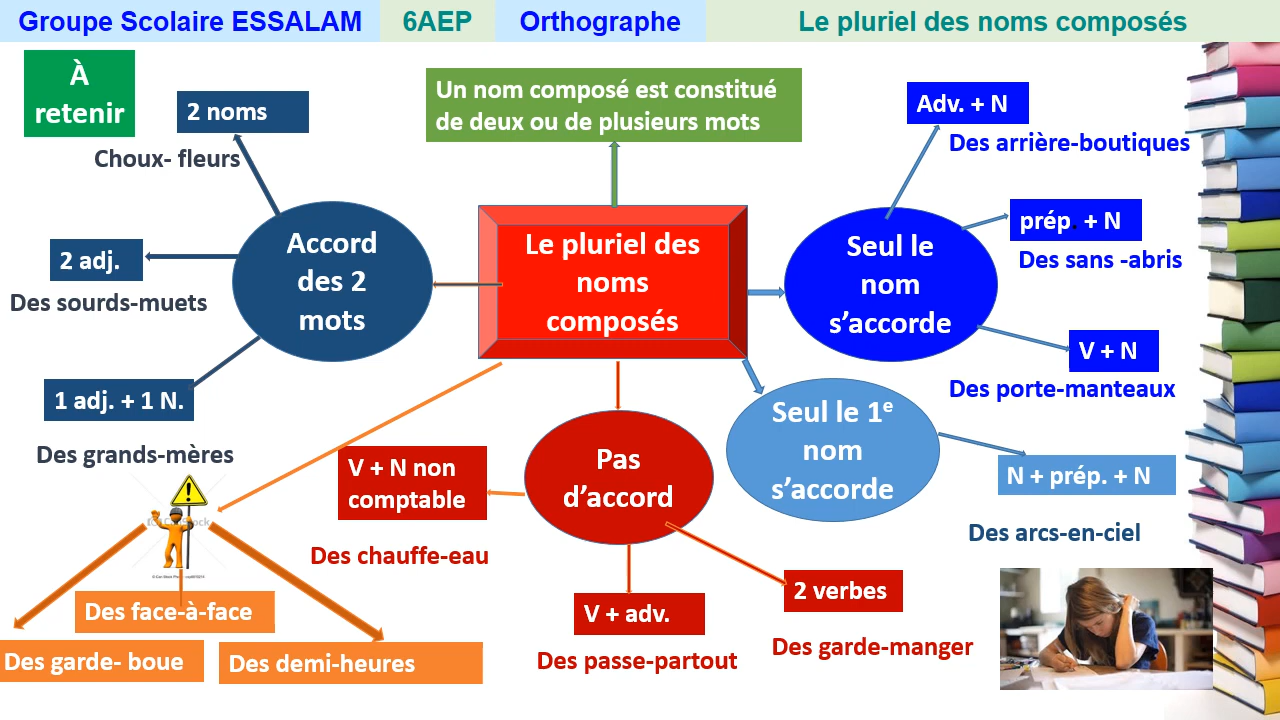 Groupe Scolaire ESSALAM 6AEP Orthographe Le pluriel des noms composés
À
retenir
2 noms
Choux- fleurs
2 adj.
Des sourds-muets
1 adj. + 1 N.
Des grands-mères
Accord
des 2
mots
Un nom composé est constitué
de deux ou de plusieurs mots
Le pluriel des
noms
composés
Seul le
nom
s’accorde
Adv. + N
Des arrière-boutiques
prép. + N
Des sans -abris
V + N
Des porte-manteaux
Seul le 1e
nom
s’accorde
N + prép. + N
Des arcs-en-ciel
Pas
d’accord
V + N non
comptable
Des chauffe-eau
V + adv.
Des passe-partout
2 verbes
Des garde-manger
Des face-à-face
Des garde- boue
Des demi-heures